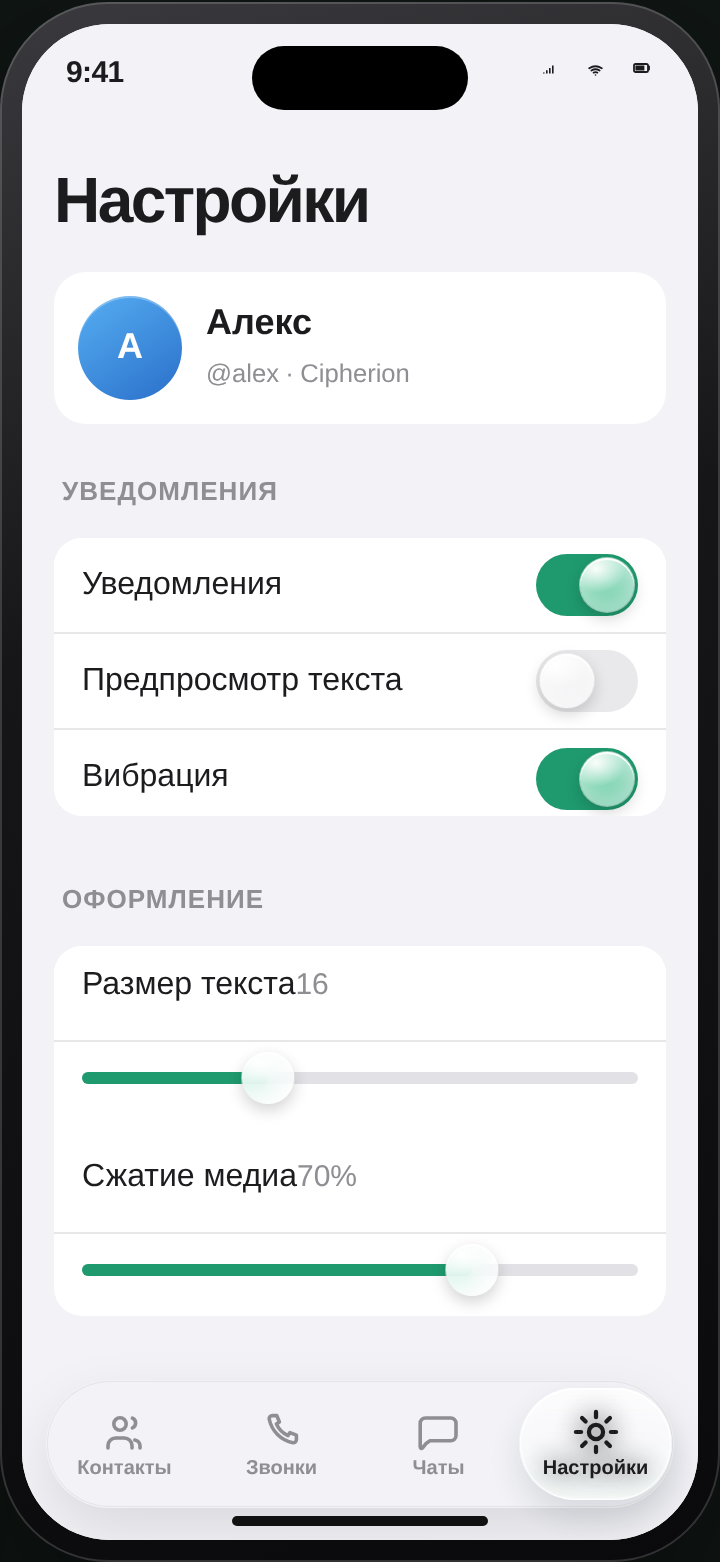 9:41
Настройки
А
Алекс
@alex · Cipherion
УВЕДОМЛЕНИЯ
Уведомления
Предпросмотр текста
Вибрация
ОФОРМЛЕНИЕ
Размер текста16
Сжатие медиа70%
Контакты Звонки Чаты Настройки